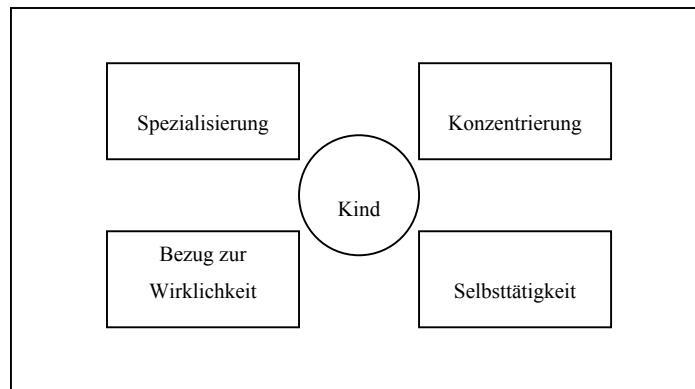 Spezialisierung
Konzentrierung
Kind
Bezug zur
Wirklichkeit
Selbsttätigkeit